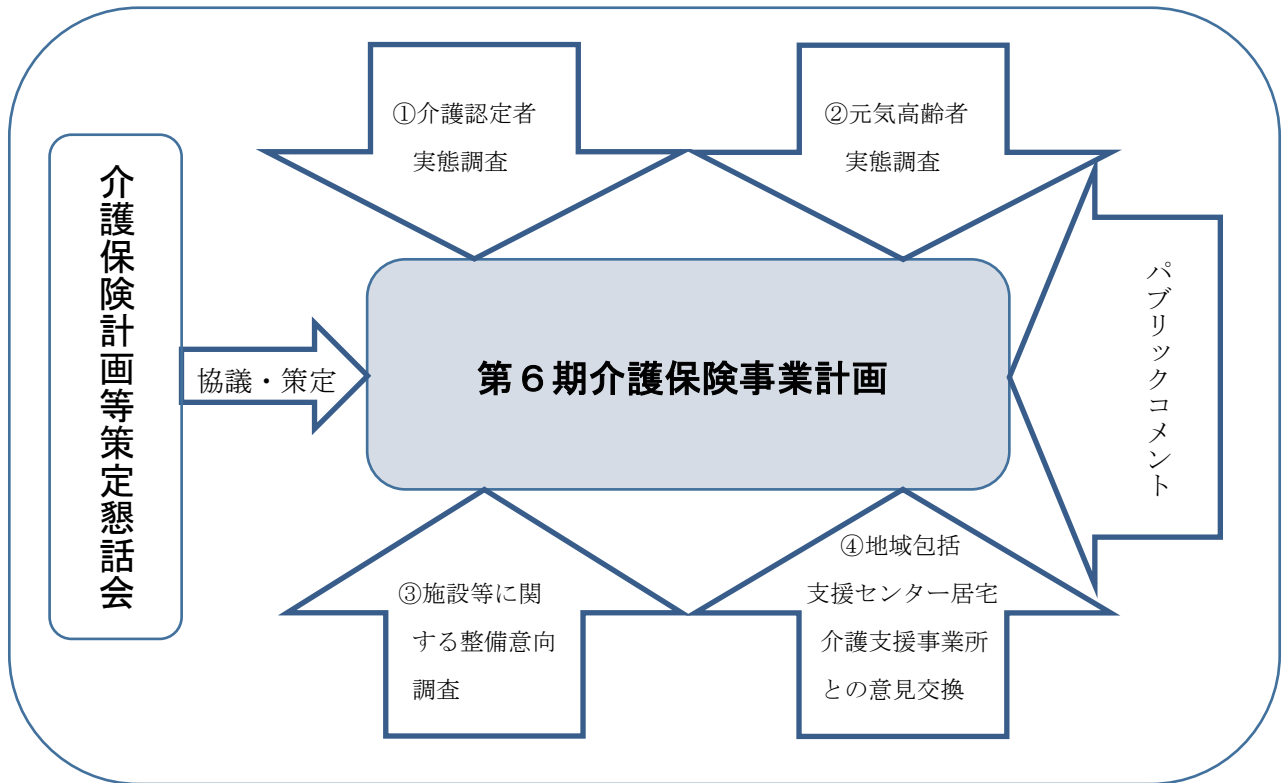 ①介護認定者
実態調査
②元気高齢者
実態調査
介護保険計画等策定懇話会
協議・策定
第６期介護保険事業計画
パブリックコメント
③施設等に関
する整備意向
調査
④地域包括
支援センター居宅
介護支援事業所
との意見交換